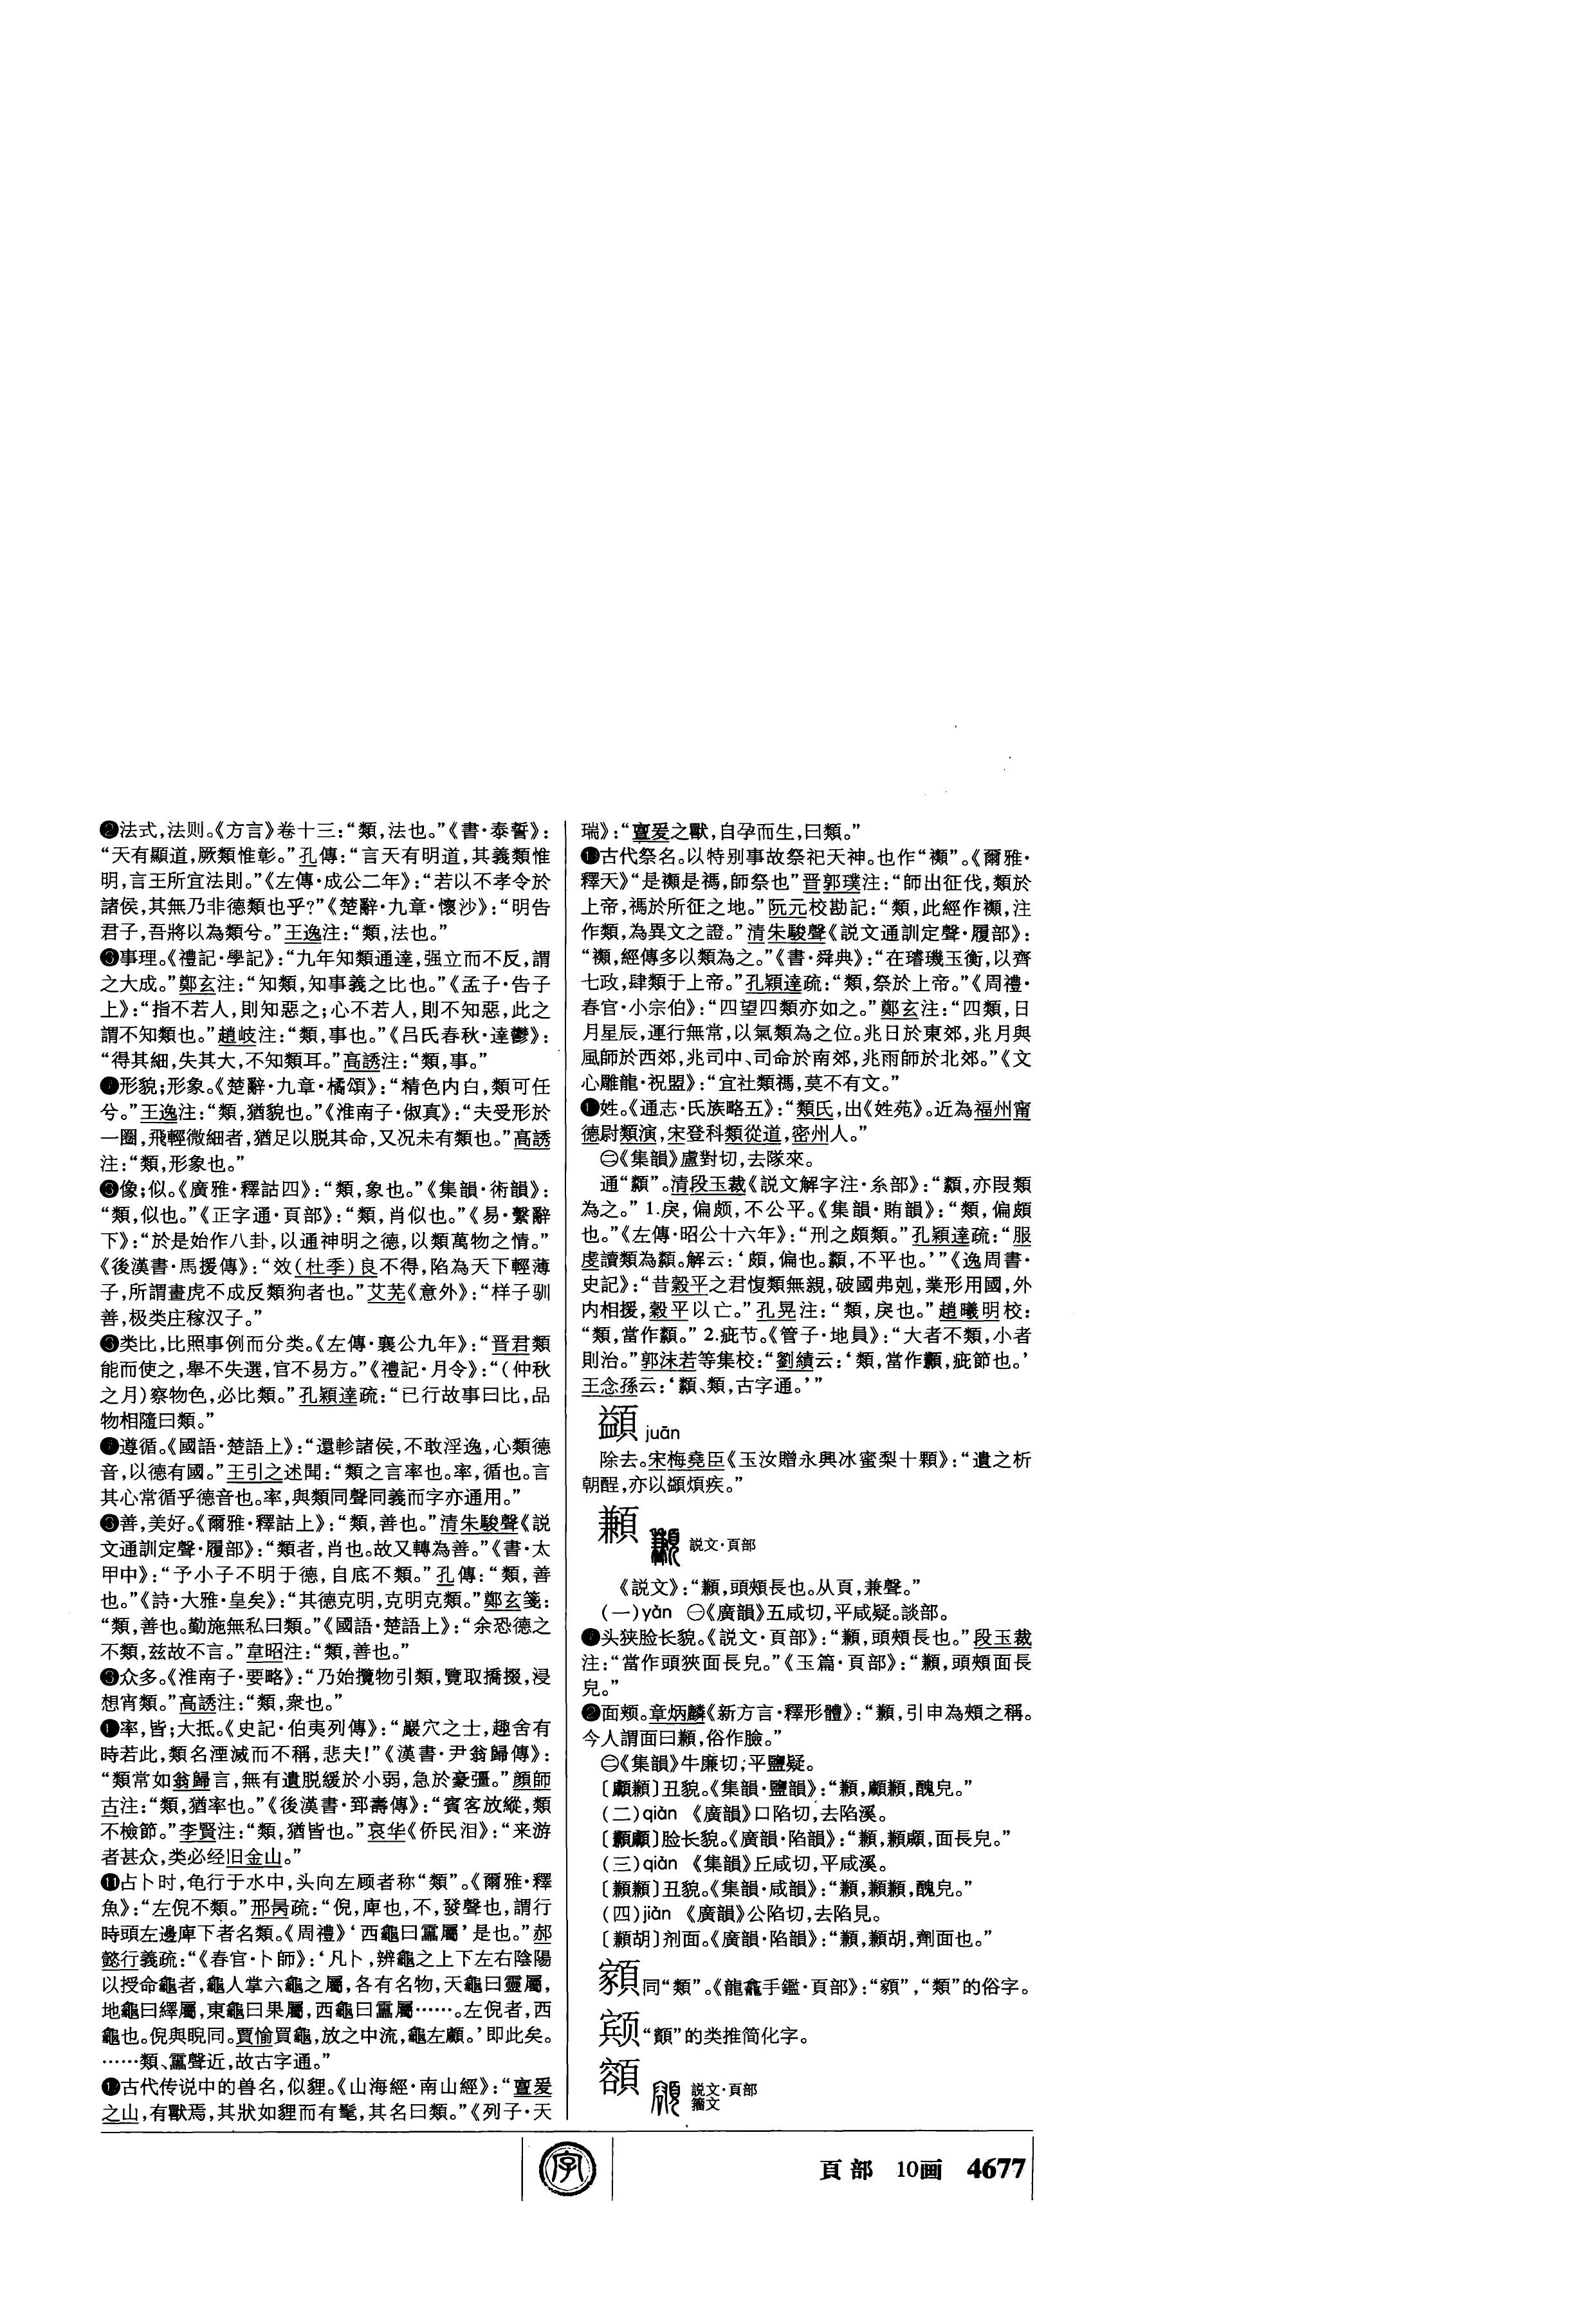 ❷法式，法则。《方言》卷十三：“類，法也。”《書·泰誓》：
“天有顯道，厥類惟彰。”孔傳：“言天有明道，其義類惟
明，言王所宜法則。”《左傳·成公二年》：“若以不孝令於
諸侯，其無乃非德類也乎？”《楚辭·九章·懷沙》：“明告
君子，吾將以為類兮。”王逸注：“類，法也。”
事理。《禮記·學記》：“九年知類通達，强立而不反，謂
之大成。”鄭玄注：“知類，知事義之比也。”《孟子·告子
上》：“指不若人，則知惡之；心不若人，則不知惡，此之
謂不知類也。”趙岐注：“類，事也。”《吕氏春秋·達鬱》：
“得其細，失其大，不知類耳。”高誘注：“類，事。”
形貌；形象。《楚辭·九章·橘頌》：“精色内白，類可任
兮。”王逸注：“類，猶貌也。”《淮南子·俶真》：“夫受形於
一圈，飛輕微細者，猶足以脱其命，又况未有類也。”高誘
注：“類，形象也。”
像；似。《廣雅·釋詁四》：“類，象也。”《集韻·術韻》：
“類，似也。”《正字通·頁部》：“類，肖似也。”《易·繫辭
下》：“於是始作八卦，以通神明之德，以類萬物之情。”
《後漢書·馬援傳》：“效（杜季）良不得，陷為天下輕薄
子，所謂畫虎不成反類狗者也。”艾芜《意外》：“样子驯
善，极类庄稼汉子。”
类比，比照事例而分类。《左傳·襄公九年》：“晋君類
能而使之，舉不失選，官不易方。”《禮記·月令》：“（仲秋
之月）察物色，必比類。”孔穎達疏：“已行故事曰比，品
物相隨曰類。”
遵循。《國語·楚語上》：“還軫諸侯，不敢淫逸，心類德
音，以德有國。”王引之述聞：“類之言率也。率，循也。言
其心常循乎德音也。率，與類同聲同義而字亦通用。”
善，美好。《爾雅·釋詁上》：“類，善也。”清朱駿聲《説
文通訓定聲·履部》：“類者，肖也。故又轉為善。”《書·太
甲中》：“予小子不明于德，自底不類。”孔傳：“類，善
也。”《詩·大雅·皇矣》：“其德克明，克明克類。”鄭玄箋：
“類，善也。勤施無私曰類。”《國語·楚語上》：“余恐德之
不類，兹故不言。”韋昭注：“類，善也。”
众多。《淮南子·要略》：“乃始攬物引類，覽取撟掇，浸
想宵類。”高誘注：“類，衆也。”
率，皆；大抵。《史記·伯夷列傳》：“巖穴之士，趣舍有
時若此，類名湮滅而不稱，悲夫！”《漢書·尹翁歸傳》：
“類常如翁歸言，無有遺脱緩於小弱，急於豪彊。”顔師
古注：“類，猶率也。”《後漢書·郅壽傳》：“賓客放縱，類
不檢節。”李賢注：“類，猶皆也。”哀华《侨民泪》：“来游
者甚众，类必经旧金山。”
⓫占卜时，龟行于水中，头向左顾者称“類”。《爾雅·釋
魚》：“左倪不類。”邢昺疏：“倪，庳也，不，發聲也，謂行
時頭左邊庳下者名類。《周禮》‘西龜曰靁屬’是也。”郝
懿行義疏：“《春官·卜師》：‘凡卜，辨龜之上下左右陰陽
以授命龜者，龜人掌六龜之屬，各有名物，天龜曰靈屬，
地龜曰繹屬，東龜曰果屬，西龜曰靁屬……。左倪者，西
龜也。倪與睨同。賈愉買龜，放之中流，龜左顧。’即此矣。
……類、靁聲近，故古字通。”
⓬古代传说中的兽名，似貍。《山海經·南山經》：“亶爰
之山，有獸焉，其狀如貍而有髦，其名曰類。”《列子·天
瑞》：“亶爰之獸，自孕而生，曰類。”
⓭古代祭名。以特别事故祭祀天神。也作“禷”。《爾雅·
釋天》“是禷是禡，師祭也”晋郭璞注：“師出征伐，類於
上帝，禡於所征之地。”阮元校勘記：“類，此經作禷，注
作類，為異文之證。”清朱駿聲《説文通訓定聲·履部》：
“禷，經傳多以類為之。”《書·舜典》：“在璿璣玉衡，以齊
七政，肆類于上帝。”孔穎達疏：“類，祭於上帝。”《周禮·
春官·小宗伯》：“四望四類亦如之。”鄭玄注：“四類，日
月星辰，運行無常，以氣類為之位。兆日於東郊，兆月與
風師於西郊，兆司中、司命於南郊，兆雨師於北郊。”《文
心雕龍·祝盟》：“宜社類禡，莫不有文。”
姓。《通志·氏族略五》：“類氏，出《姓苑》。近為福州甯
德尉類演，宋登科類從道，密州人。”
㊁《集韻》盧對切，去隊來。
通“纇”。清段玉裁《説文解字注·糸部》：“纇，亦叚類
為之。”1.戾，偏颇，不公平。《集韻·賄韻》：“類，偏頗
也。”《左傳·昭公十六年》：“刑之頗類。”孔穎達疏：“服
虔讀類為纇。解云：‘頗，偏也。纇，不平也。’”《逸周書·
史記》：“昔穀平之君愎類無親，破國弗剋，業形用國，外
内相援，穀平以亡。”孔晃注：“類，戾也。”趙曦明校：
“類，當作纇。”2.疵节。《管子·地員》：“大者不類，小者
則治。”郭沫若等集校：“劉績云：‘類，當作纇，疵節也。’
王念孫云：‘纇、類，古字通。’”
juān
除去。宋梅堯臣《玉汝贈永興冰蜜梨十顆》：“遺之析
朝酲，亦以煩疾。”
䫡 説文·頁部
《説文》：“䫡，頭頰長也。从頁，兼聲。”
（一）yǎn ㊀《廣韻》五咸切，平咸疑。談部。
头狭脸长貌。《説文·頁部》：“䫡，頭頰長也。”段玉裁
注：“當作頭狹面長皃。”《玉篇·頁部》：“䫡，頭頰面長
皃。”
❷面颊。章炳麟《新方言·釋形體》：“䫡，引申為頰之稱。
今人謂面曰䫡，俗作臉。”
㊁《集韻》牛廉切，平鹽疑。
〔䫡〕丑貌。《集韻·鹽韻》：“䫡，䫡，醜皃。”
（二）qiàn 《廣韻》口陷切，去陷溪。
〔䫡〕脸长貌。《廣韻·陷韻》：“䫡，䫡，面長皃。”
（三）qiàn 《集韻》丘咸切，平咸溪。
〔䫡䫡〕丑貌。《集韻·咸韻》：“䫡，䫡䫡，醜皃。”
（四）jiàn 《廣韻》公陷切，去陷見。
〔䫡胡〕剂面。《廣韻·陷韻》：“䫡，䫡胡，劑面也。”
同“類”。《龍龕手鑑·頁部》：“”，“類”的俗字。
“顮”的类推简化字。
額 説文·頁部
籀文
頁部 10画 4677